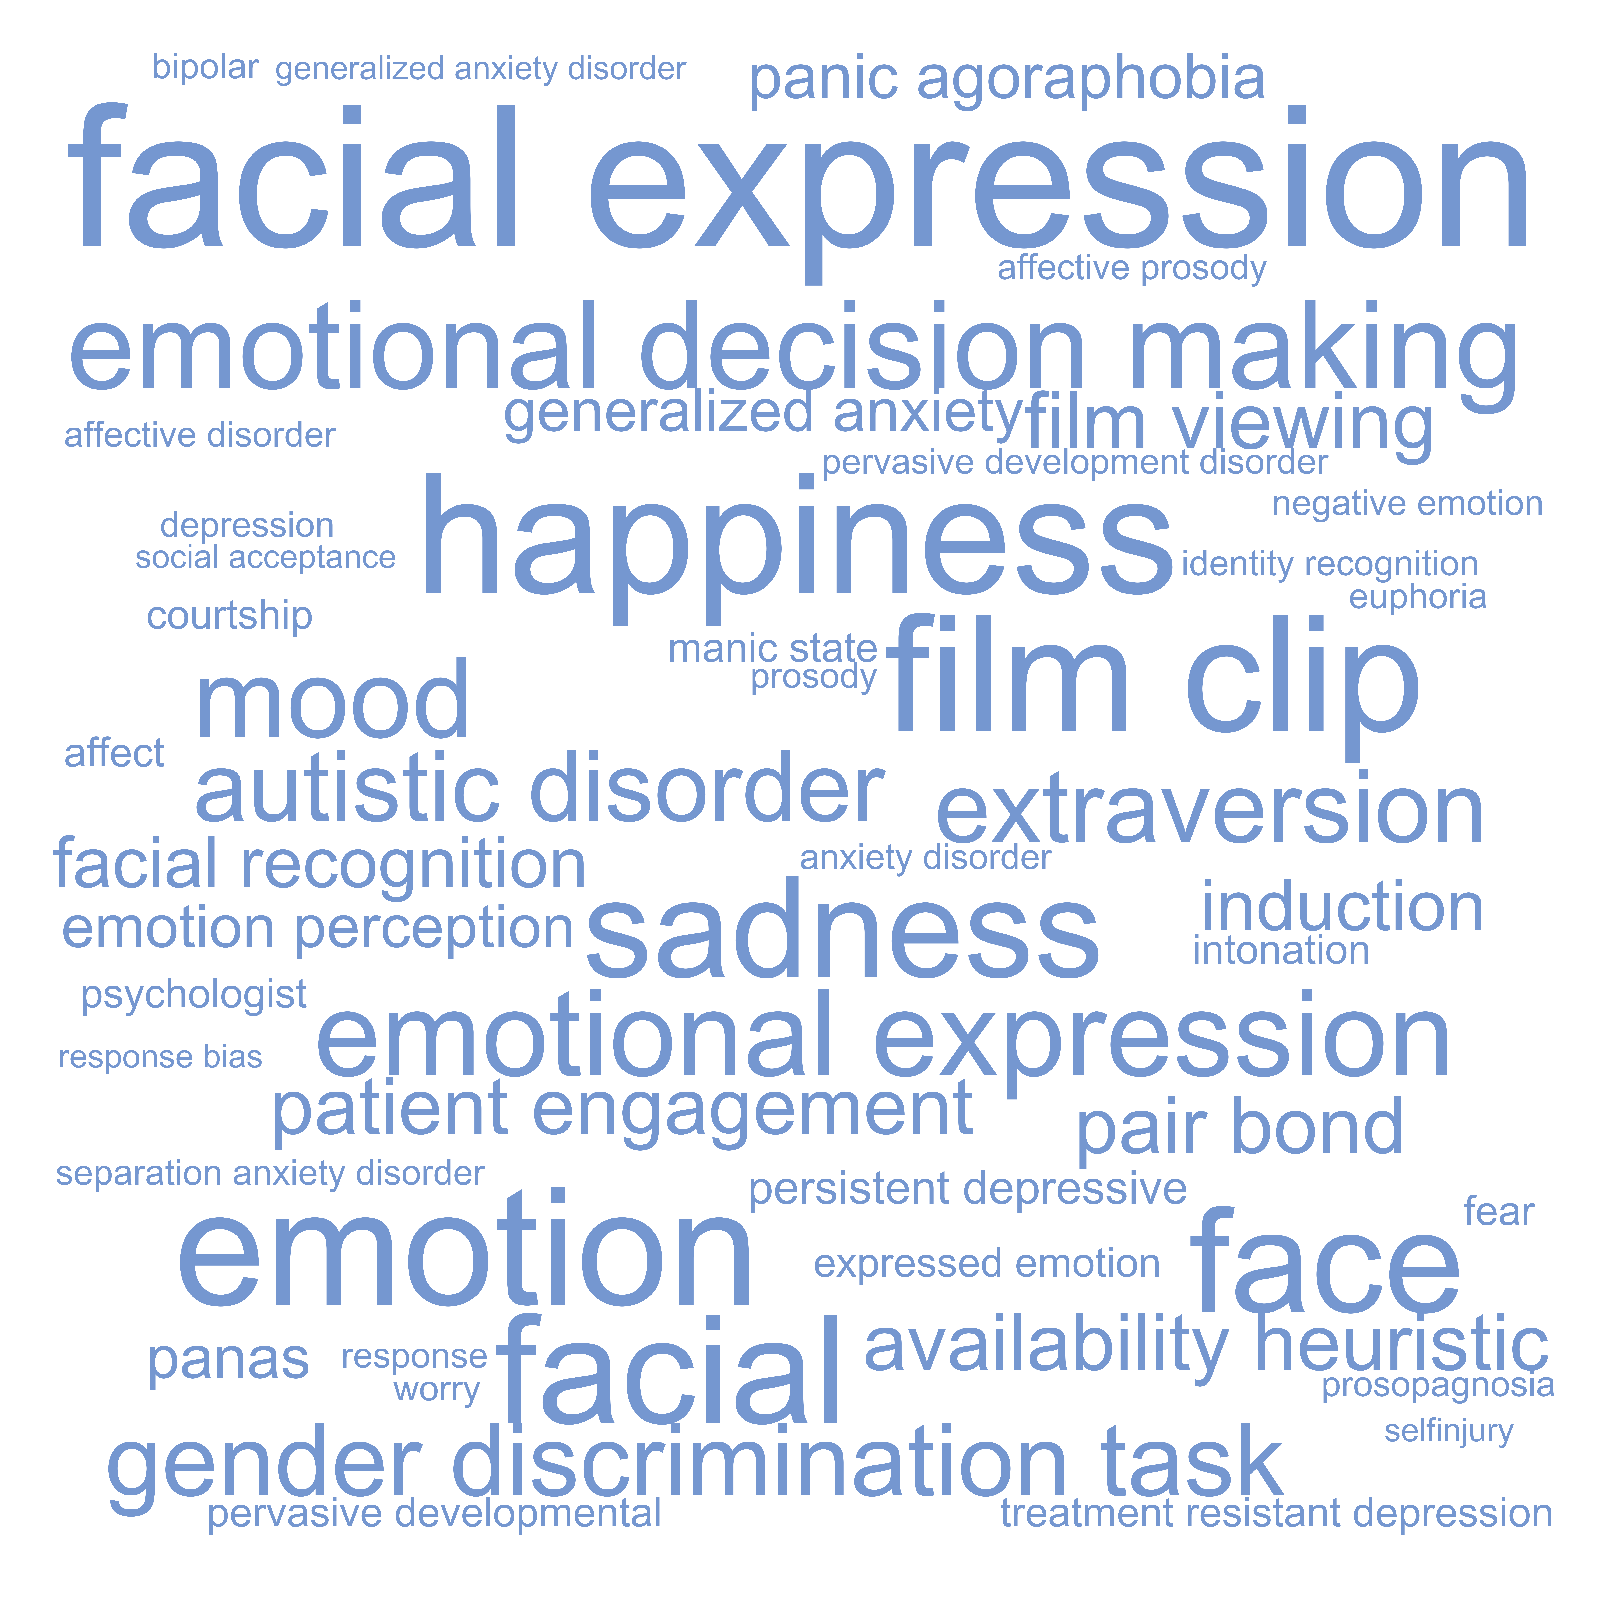 bipolar
generalized anxiety disorder
panic agoraphobia
facial expression
affective prosody
emotional decision making
generalized anxiety
film viewing
affective disorder
pervasive development disorder
happiness
negative emotion
depression
social acceptance
identity recognition
euphoria
courtship
manic state
prosody
film clip
mood
affect
autistic disorder
extraversion
facial recognition
anxiety disorder
emotion perception
sadness
induction
intonation
psychologist
emotional expression
response bias
patient engagement
pair bond
separation anxiety disorder
persistent depressive
fear
emotion
expressed emotion
face
panas
response
worry
facial
availability heuristic
prosopagnosia
selfinjury
gender discrimination task
pervasive developmental
treatment resistant depression